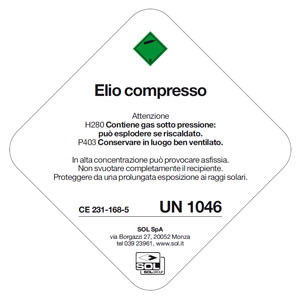 Elio compresso
Attenzione
H280 Contiene gas sotto pressione:
può esplodere se riscaldato.
P403 Conservare in luogo ben ventilato.
In alta concentrazione può provocare asfissia.
Non svuotare completamente il recipiente.
Proteggere da una prolungata esposizione ai raggi solari.
CE 231-168-5 UN 1046
SOL SpA
via Borgazzi 27, 20052 Monza
tel 039 23961, www.sol.it
SOL
SOLGROUP